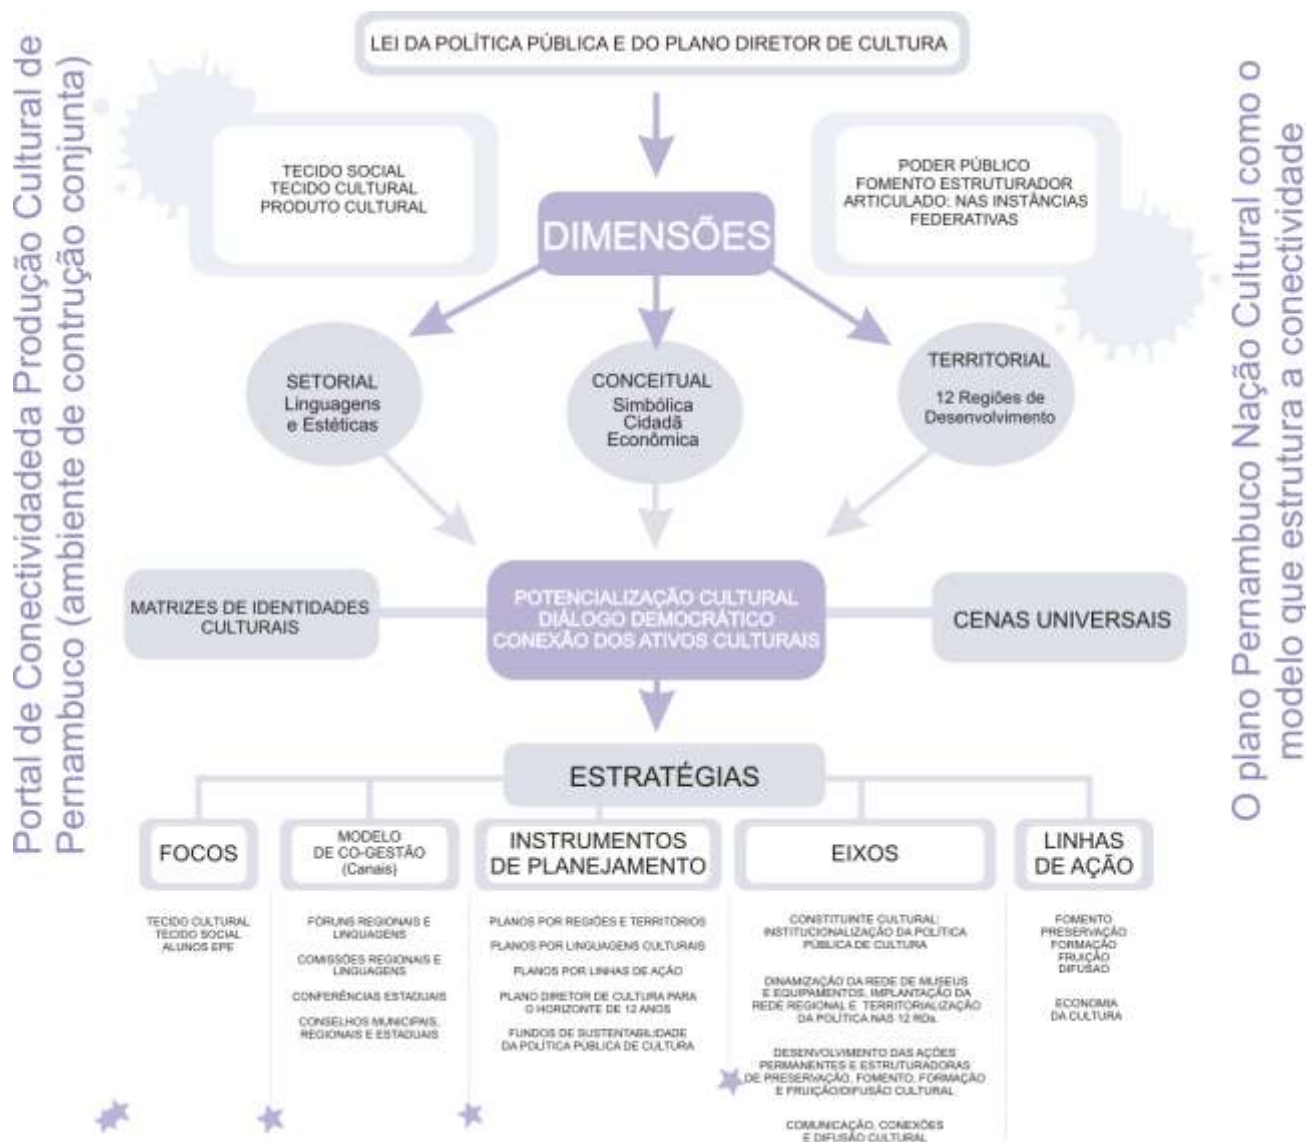 LEI DA POLÍTICA PÚBLICA E DO PLANO DIRETOR DE CULTURA
Portal de Conectividadeda Produção Cultural de
Pernambuco (ambiente de contrução conjunta)
O plano Pernambuco Nação Cultural como o
modelo que estrutura a conectividade
TECIDO SOCIAL
TECIDO CULTURAL
PRODUTO CULTURAL
PODER PÚBLICO
FOMENTO ESTRUTURADOR
ARTICULADO: NAS INSTÂNCIAS
FEDERATIVAS
DIMENSÕES
SETORIAL
Linguagens
e Estéticas
CONCEITUAL
Simbólica
Cidadã
Econômica
TERRITORIAL
12 Regiões de
Desenvolvimento
MATRIZES DE IDENTIDADES
CULTURAIS
POTENCIALIZAÇÃO CULTURAL
DIÁLOGO DEMOCRÁTICO
CONEXÃO DOS ATIVOS CULTURAIS
CENAS UNIVERSAIS
ESTRATÉGIAS
FOCOS
TECIDO CULTURAL
TECIDO SOCIAL
ALUNOS EPE
MODELO
DE CO-GESTÃO
(Canais)
FÓRUNS REGIONAIS E
LINGUAGENS
COMISSÕES REGIONAIS E
LINGUAGENS
CONFERÊNCIAS ESTADUAIS
CONSELHOS MUNICIPAIS,
REGIONAIS E ESTADUAIS
INSTRUMENTOS
DE PLANEJAMENTO
PLANOS POR REGIÕES E TERRITÓRIOS
PLANOS POR LINGUAGENS CULTURAIS
PLANOS POR LINHAS DE AÇÃO
PLANO DIRETOR DE CULTURA PARA
O HORIZONTE DE 12 ANOS
FUNDOS DE SUSTENTABILIDADE
DA POLÍTICA PÚBLICA DE CULTURA
EIXOS
CONSTITUINTE CULTURAL:
INSTITUCIONALIZAÇÃO DA POLÍTICA
PÚBLICA DE CULTURA
DINAMIZAÇÃO DA REDE DE MUSEUS
E EQUIPAMENTOS, IMPLANTAÇÃO DA
REDE REGIONAL E TERRITORIALIZAÇÃO
DA POLÍTICA NAS 12 RDs.
DESENVOLVIMENTO DAS AÇÕES
PERMANENTES E ESTRUTURADORAS
DE PRESERVAÇÃO, FOMENTO, FORMAÇÃO
E FRUIÇÃO/DIFUSÃO CULTURAL
COMUNICAÇÃO, CONEXÕES
E DIFUSÃO CULTURAL
LINHAS
DE AÇÃO
FOMENTO
PRESERVAÇÃO
FORMAÇÃO
FRUIÇÃO
DIFUSAO
ECONOMIA
DA CULTURA